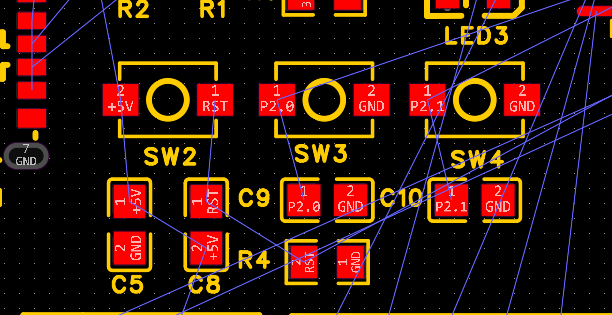 R2 R1 3
LED3
2 +5V 1 RST 1 P2.0 2 GND 1 P2.1 2 GND
7 GND
SW2 SW3 SW4
1 +5V 1 RST C9 1 P2.0 2 GND C10 1 P2.1 2 GND
2 GND 2 +5V R4 2 RST 1 GND
C5 C8